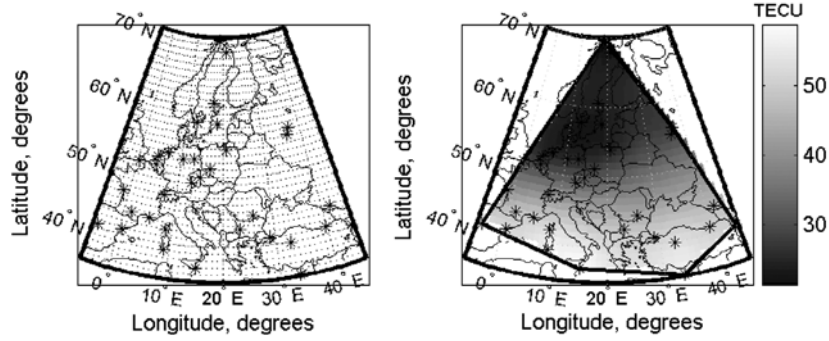 TECU
70° N
60° N
50° N
40° N
0°
10° E
20° E
30° E
40° E
Latitude, degrees
Longitude, degrees
70° N
60° N
50° N
40° N
0°
10° E
20° E
30° E
40° E
Latitude, degrees
Longitude, degrees
50
40
30